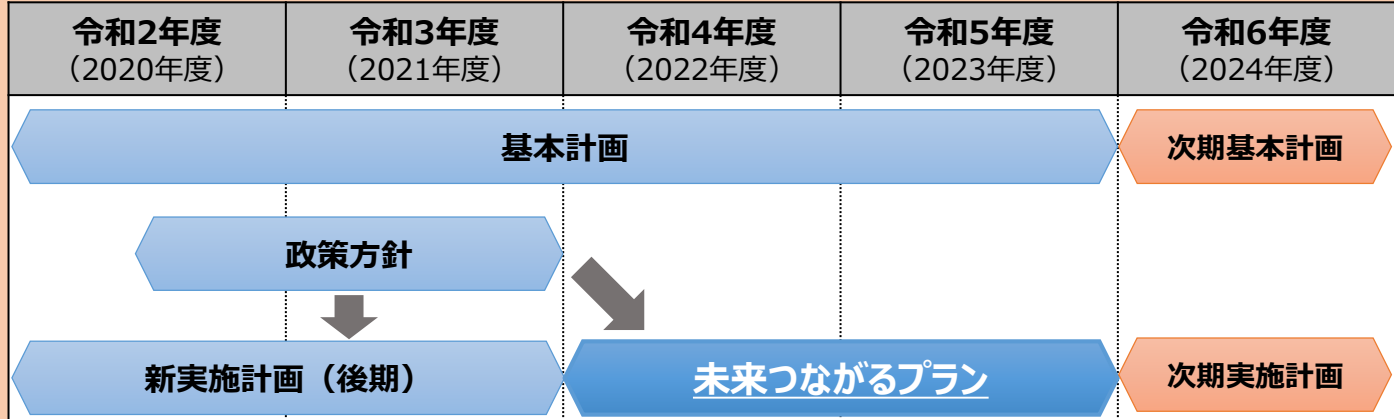 令和2年度
（2020年度）
令和3年度
（2021年度）
令和4年度
（2022年度）
令和5年度
（2023年度）
令和6年度
（2024年度）
基本計画
次期基本計画
政策方針
新実施計画（後期）
未来つながるプラン
次期実施計画